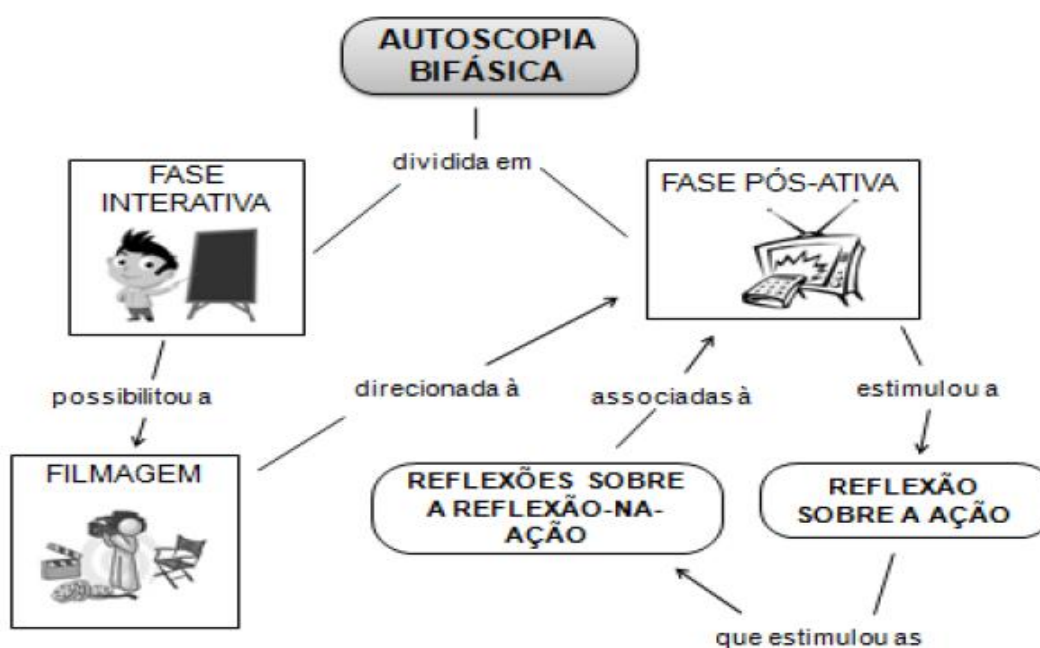 AUTOSCOPIA
BIFÁSICA
dividida em
FASE
INTERATIVA
FASE PÓS-ATIVA
possibilitou a
direcionada à
associadas à
estimulou a
FILMAGEM
REFLEXÕES SOBRE
A REFLEXÃO-NA-
AÇÃO
REFLEXÃO
SOBRE A AÇÃO
que estimulou as